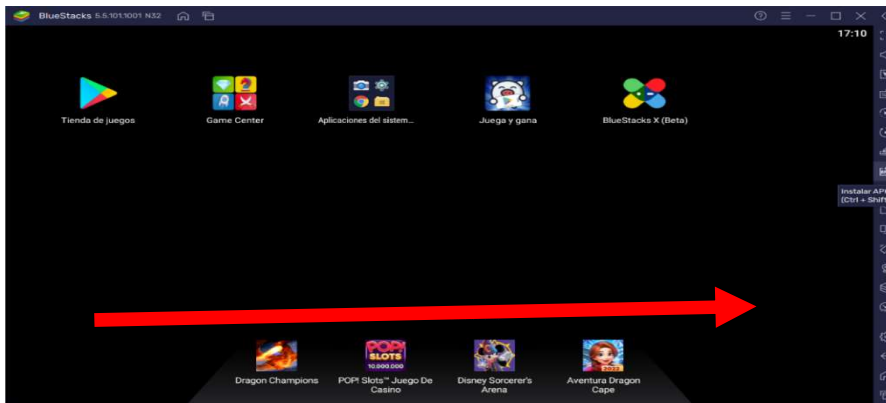 BlueStacks 5.5.101.1001 N32
17:10
Tienda de juegos
Game Center
Aplicaciones del sistem...
Juega y gana
BlueStacks X (Beta)
Instalar AP
(Ctrl + Shift
POP!
SLOTS
10.000.000
2022
Dragon Champions
POP! Slots™ Juego De
Casino
Disney Sorcerer's
Arena
Aventura Dragon
Cape